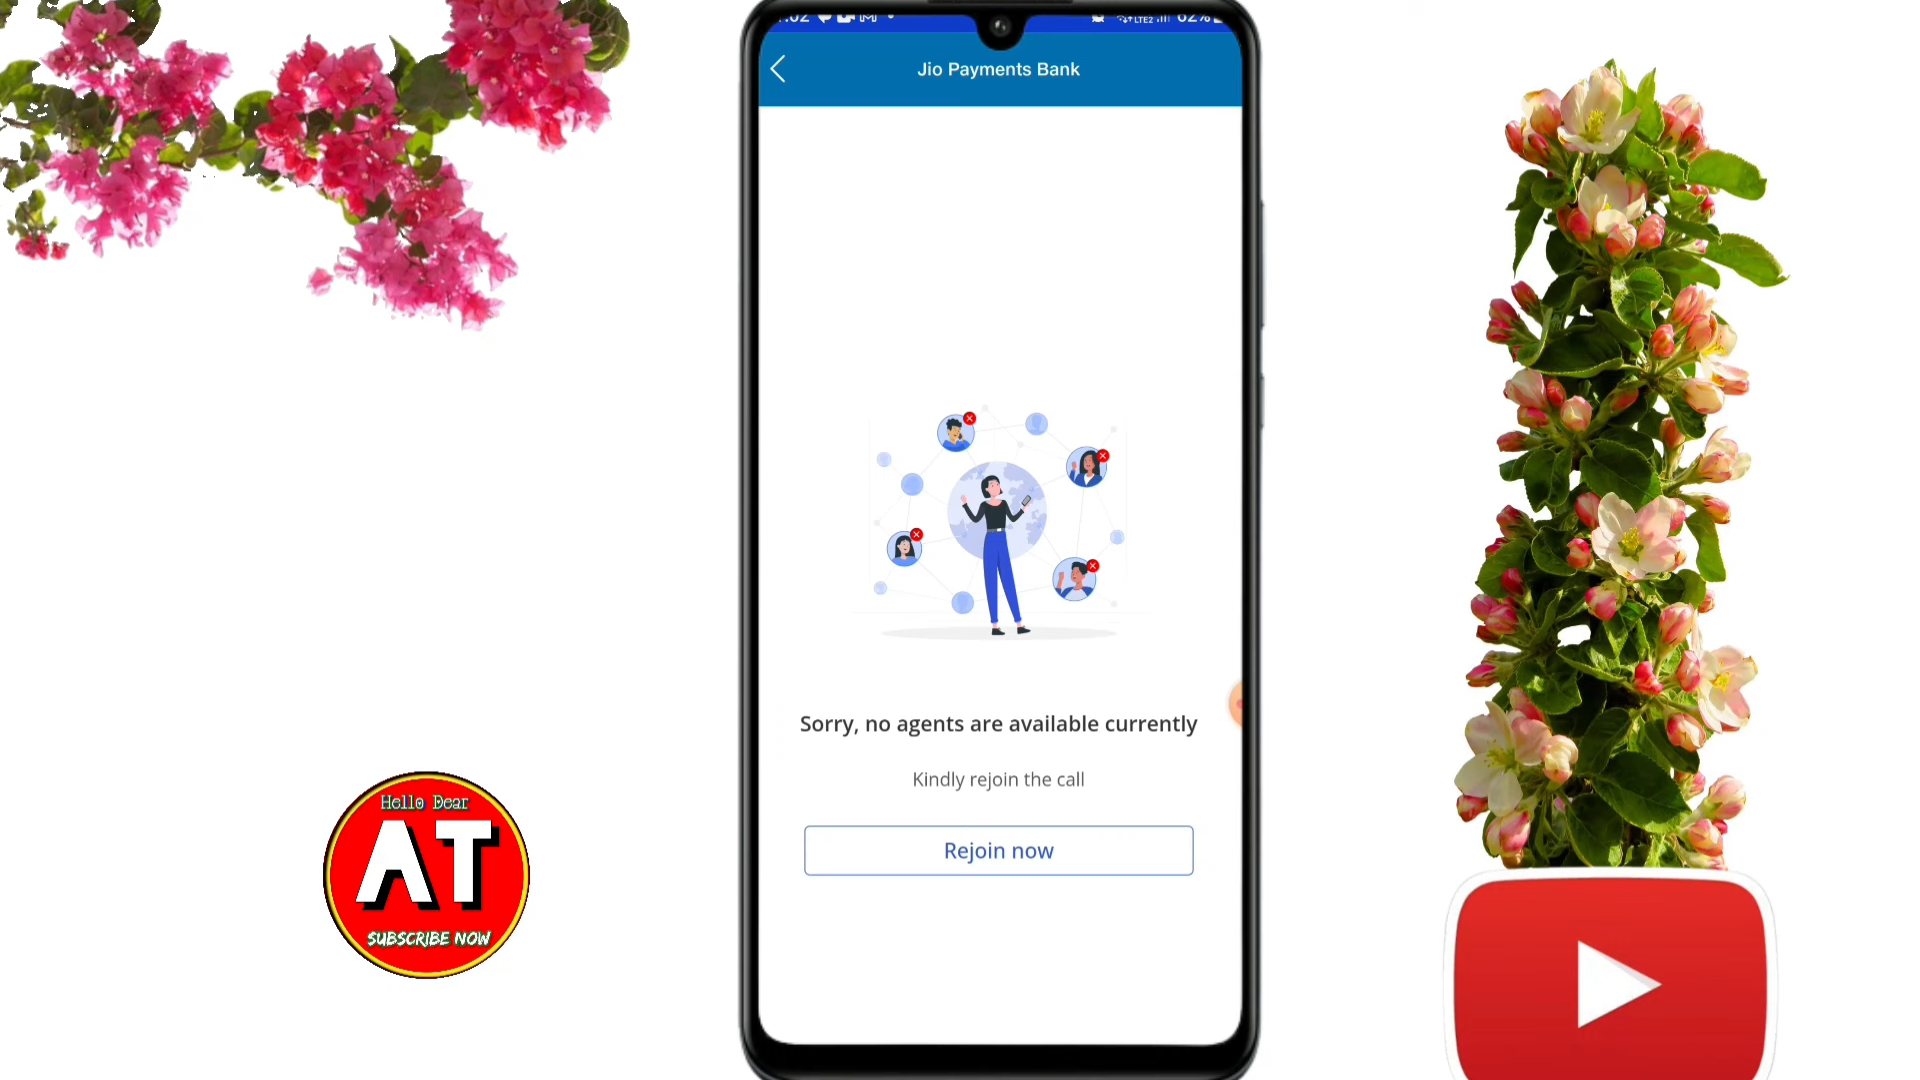 62%
Jio Payments Bank
Sorry, no agents are available currently
Kindly rejoin the call
Rejoin now
Hello Dear
AT
SUBSCRIBE NOW